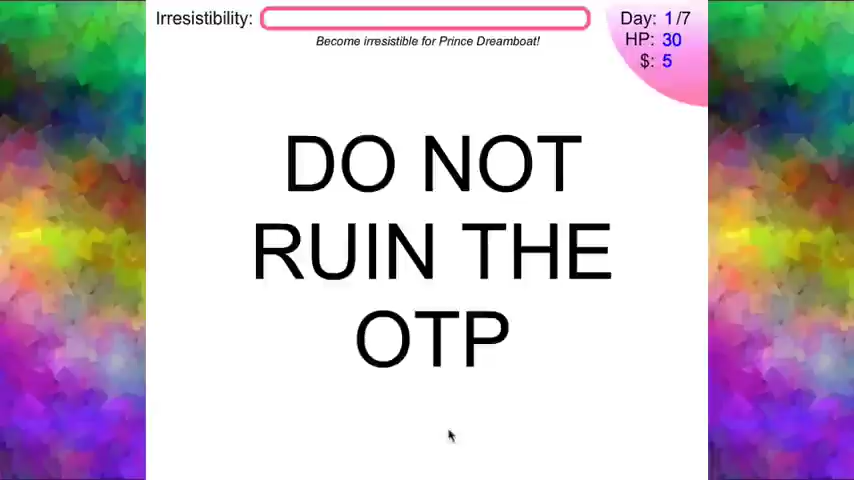 Irresistibility:
Become irresistible for Prince Dreamboat!
Day: 1/7
HP: 30
$: 5
DO NOT
RUIN THE
OTP